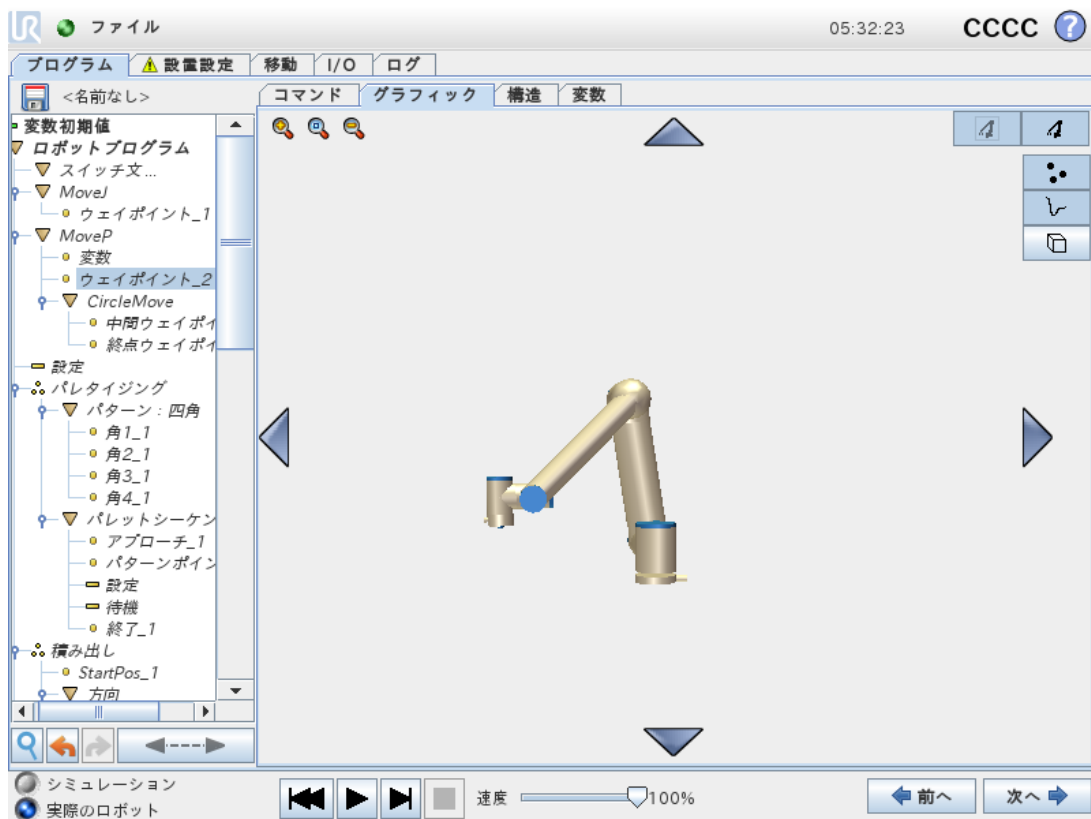 UR ファイル 05:32:23 CCCC ?
プログラム 設置設定 移動 I/O ログ
<名前なし> コマンド グラフィック 構造 変数
変数初期値
ロボットプログラム
スイッチ文...
MoveJ
ウェイポイント_1
MoveP
変数
ウェイポイント_2
CircleMove
中間ウェイポイ
終点ウェイポイ
設定
パレタイジング
パターン : 四角
角1_1
角2_1
角3_1
角4_1
パレットシーケン
アプローチ_1
パターンポイン
設定
待機
終了_1
積み出し
StartPos_1
方向
シミュレーション
実際のロボット
速度 100% 前へ 次へ